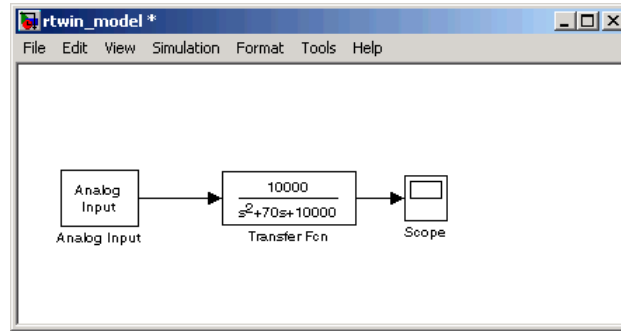 rtwin_model *
File Edit View Simulation Format Tools Help
Analog
Input
Analog Input
10000
s²+70s+10000
Transfer Fcn
Scope